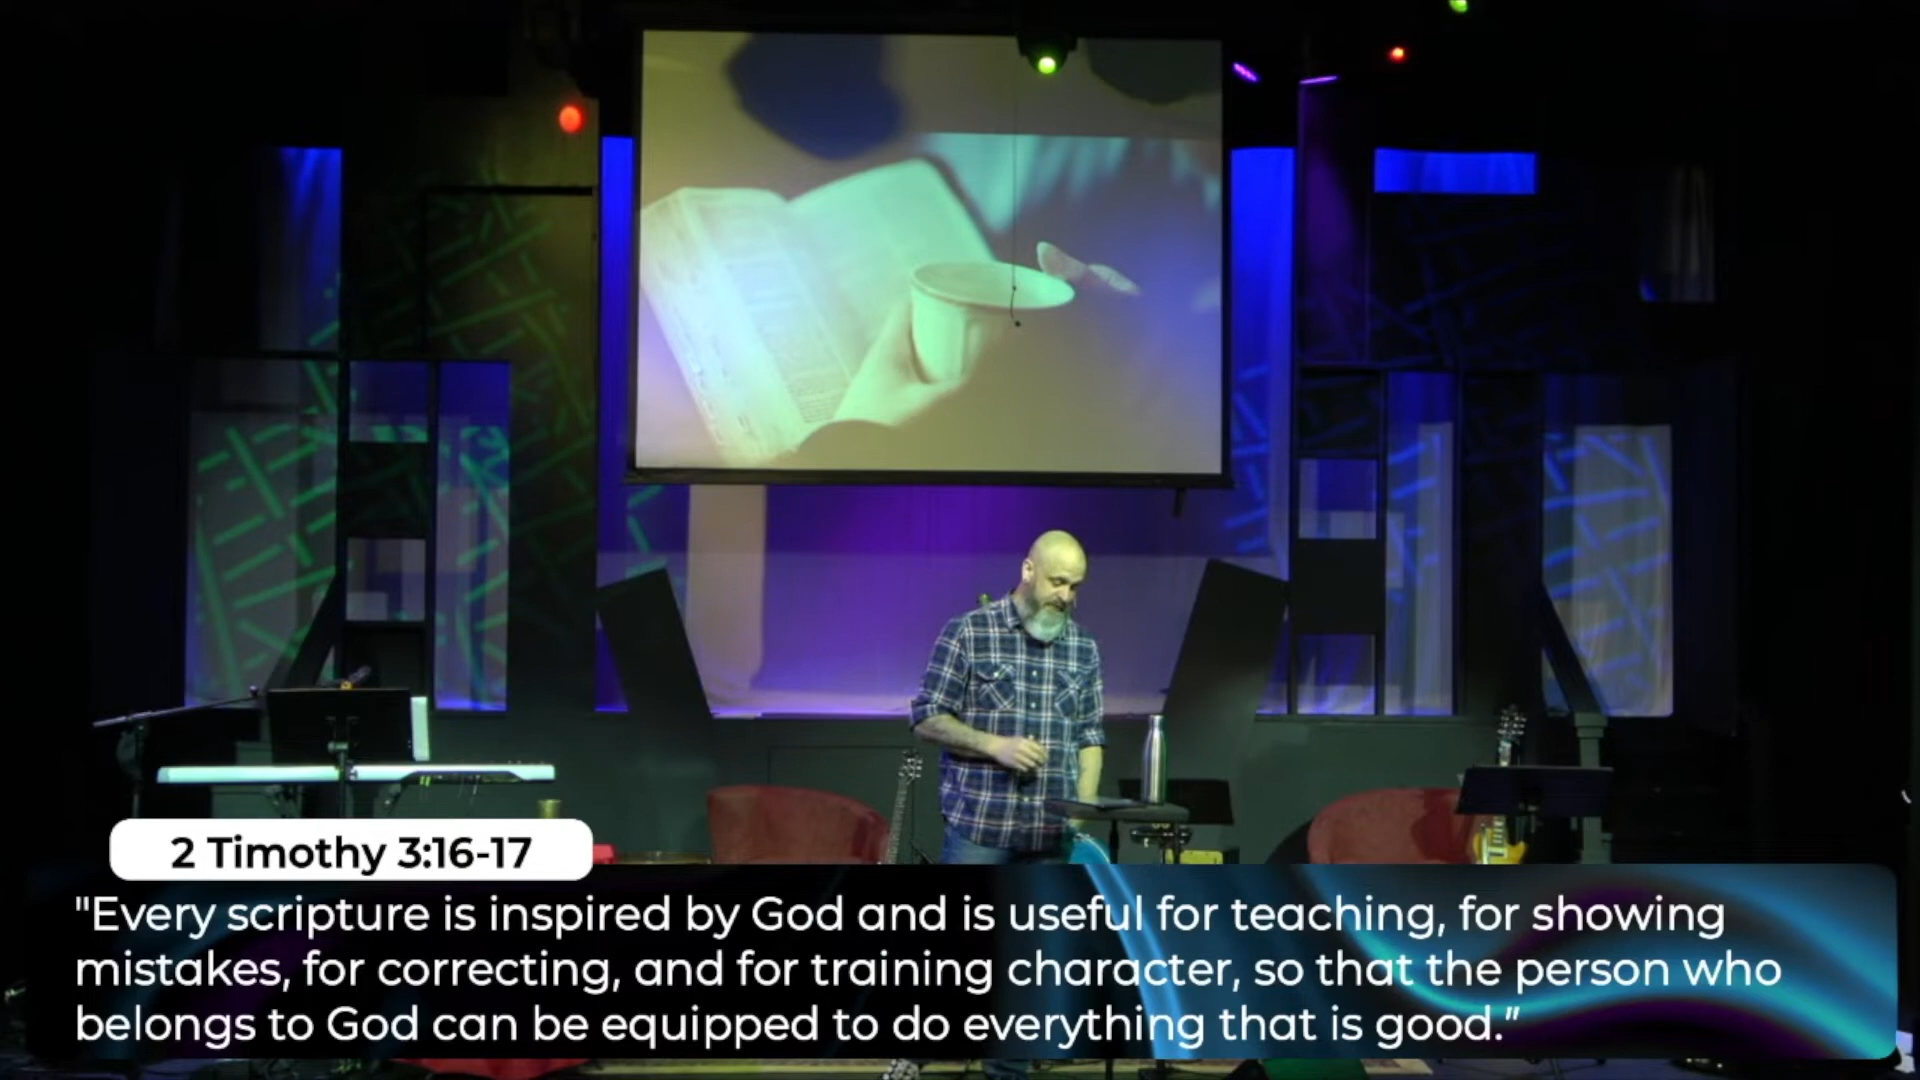 2 Timothy 3:16-17
"Every scripture is inspired by God and is useful for teaching, for showing
mistakes, for correcting, and for training character, so that the person who
belongs to God can be equipped to do everything that is good.”